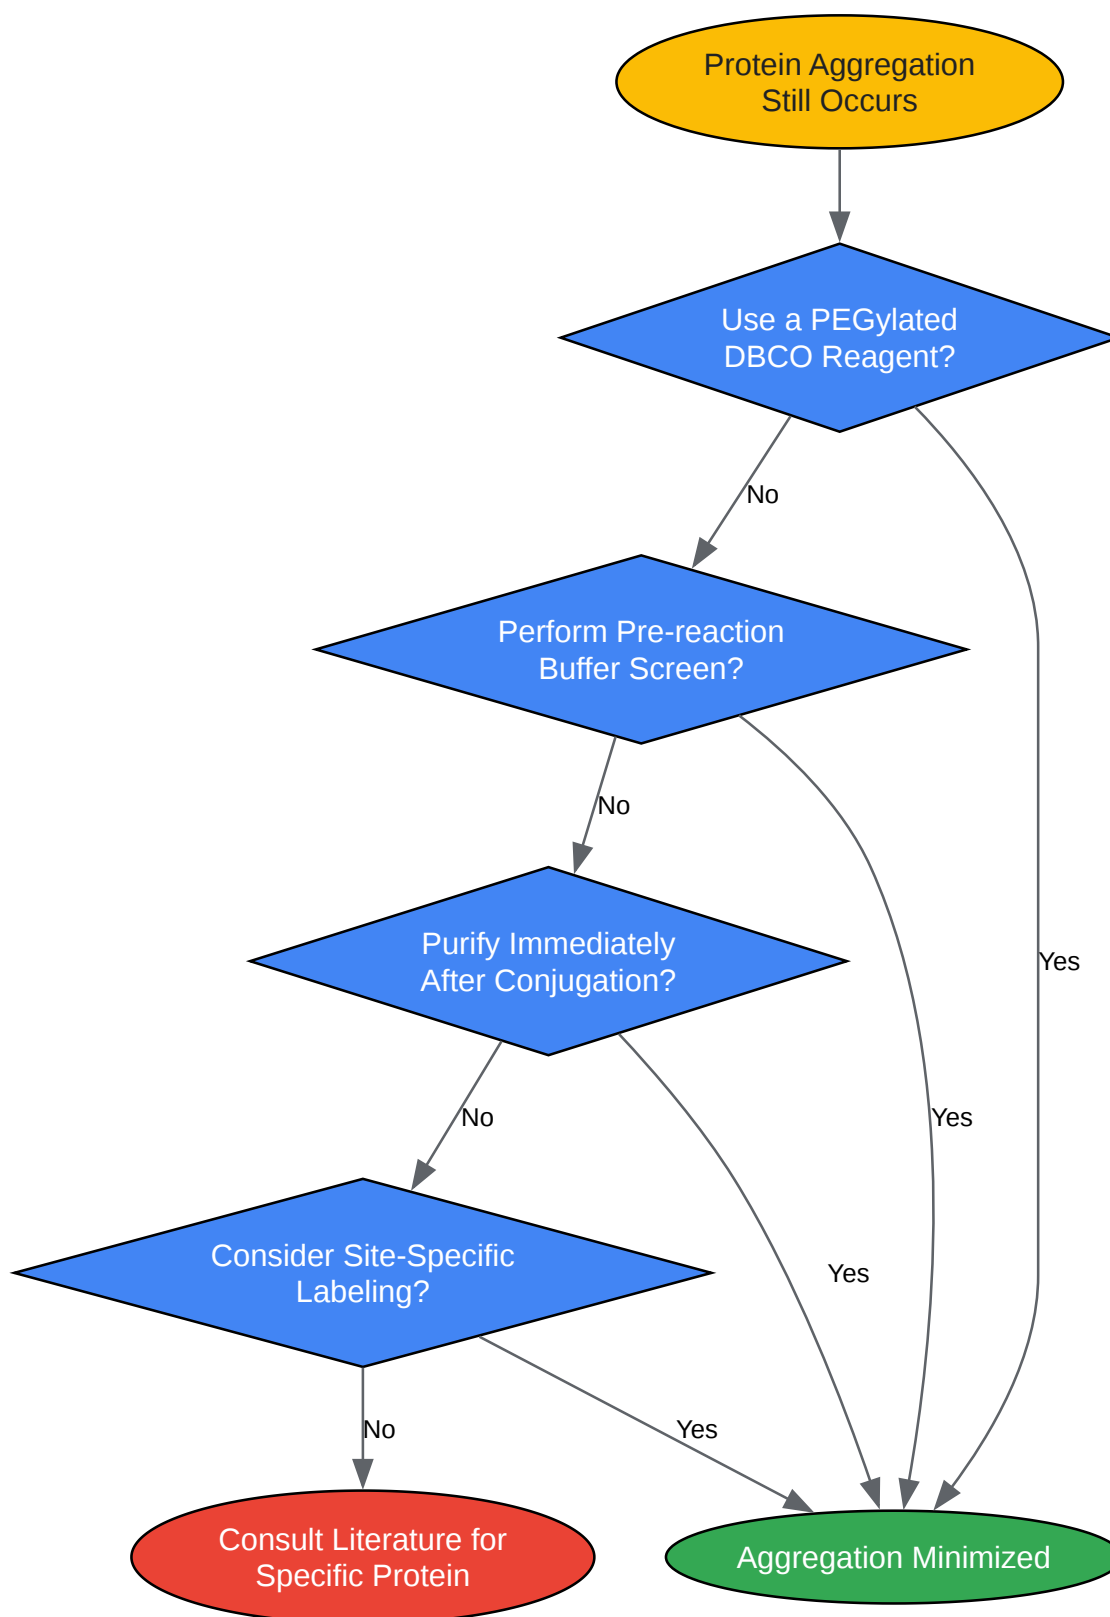 Protein Aggregation
Still Occurs
Use a PEGylated
DBCO Reagent?
No
Perform Pre-reaction
Buffer Screen?
No
Purify Immediately
After Conjugation?
Yes
No
Yes
Consider Site-Specific
Labeling?
Yes
No
Yes
Consult Literature for
Specific Protein
Aggregation Minimized